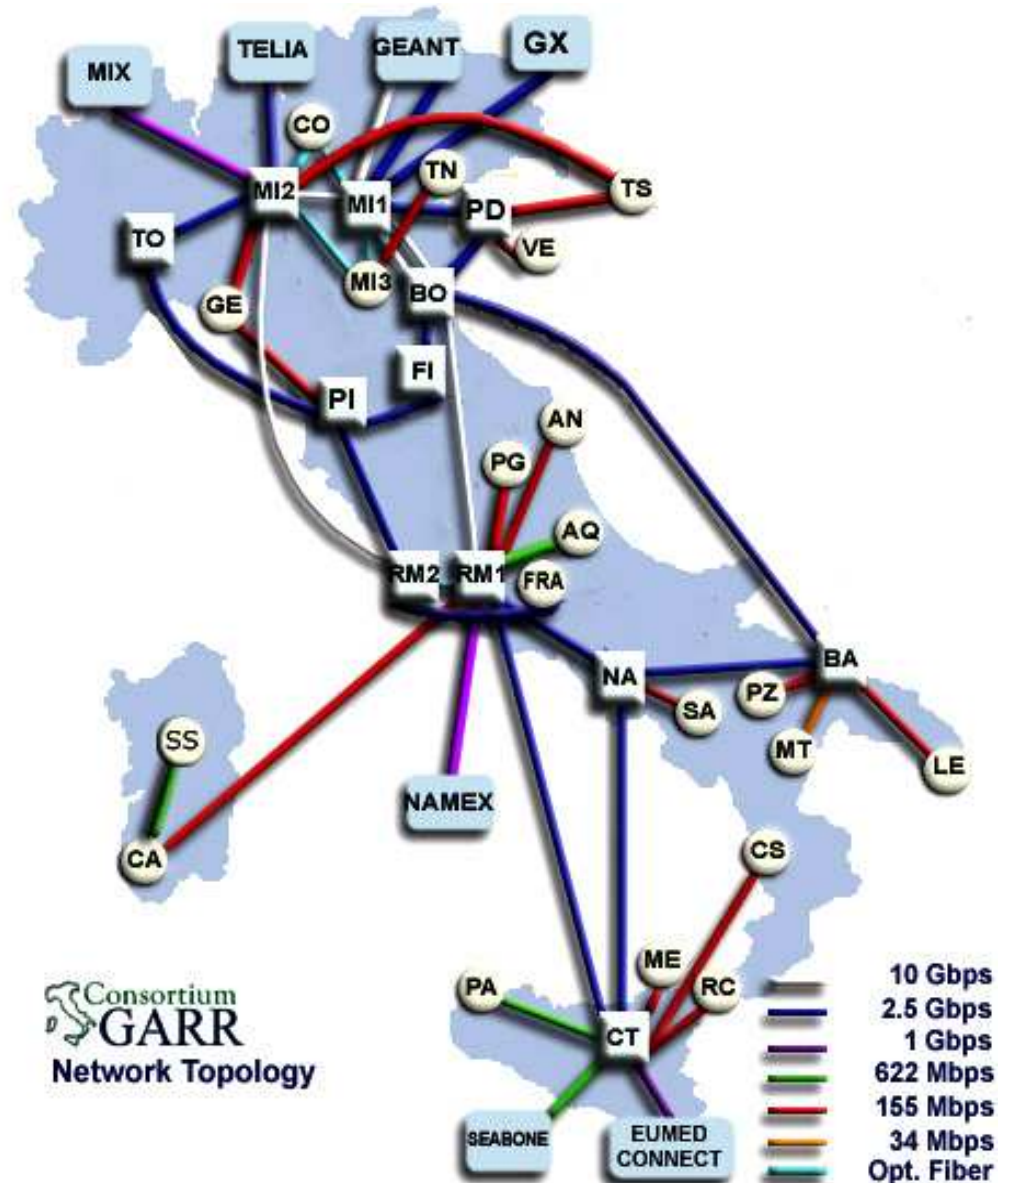 MIX
TELIA
GEANT
GX
CO
TN
MI2
MI1
PD
TS
TO
VE
MI3
BO
GE
FI
PI
AN
PG
AQ
RM2
RM1
FRA
NA
BA
PZ
SA
MT
LE
SS
NAMEX
CA
CS
ME
PA
RC
CT
SEABONE
EUMED
CONNECT
Consortium
GARR
Network Topology
10 Gbps
2.5 Gbps
1 Gbps
622 Mbps
155 Mbps
34 Mbps
Opt. Fiber